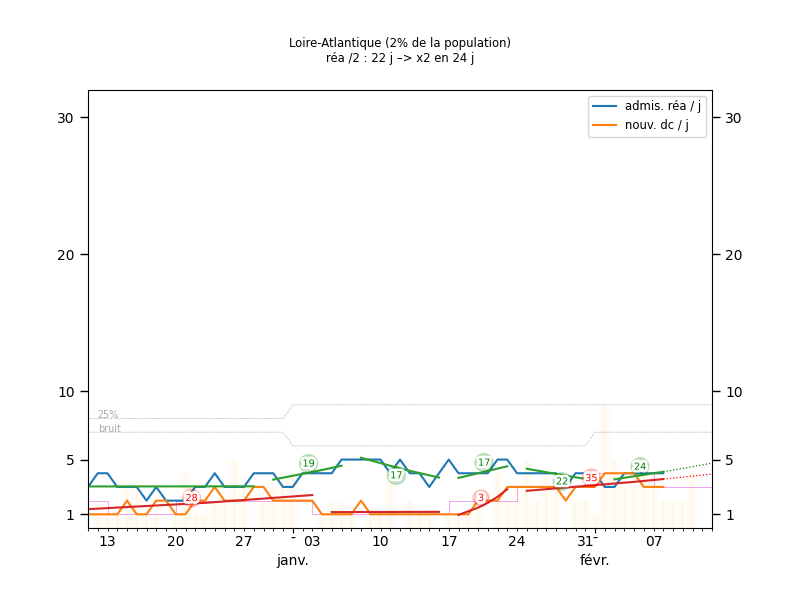 Loire-Atlantique (2% de la population)
réa /2 : 22 j –> x2 en 24 j
admis. réa / j
nouv. dc / j
30 30
20 20
10 10
25%
bruit
5 5
1 1
19 17 17 22 35 24
28 3
13 20 27 - 03 10 17 24 31- 07
janv. févr.